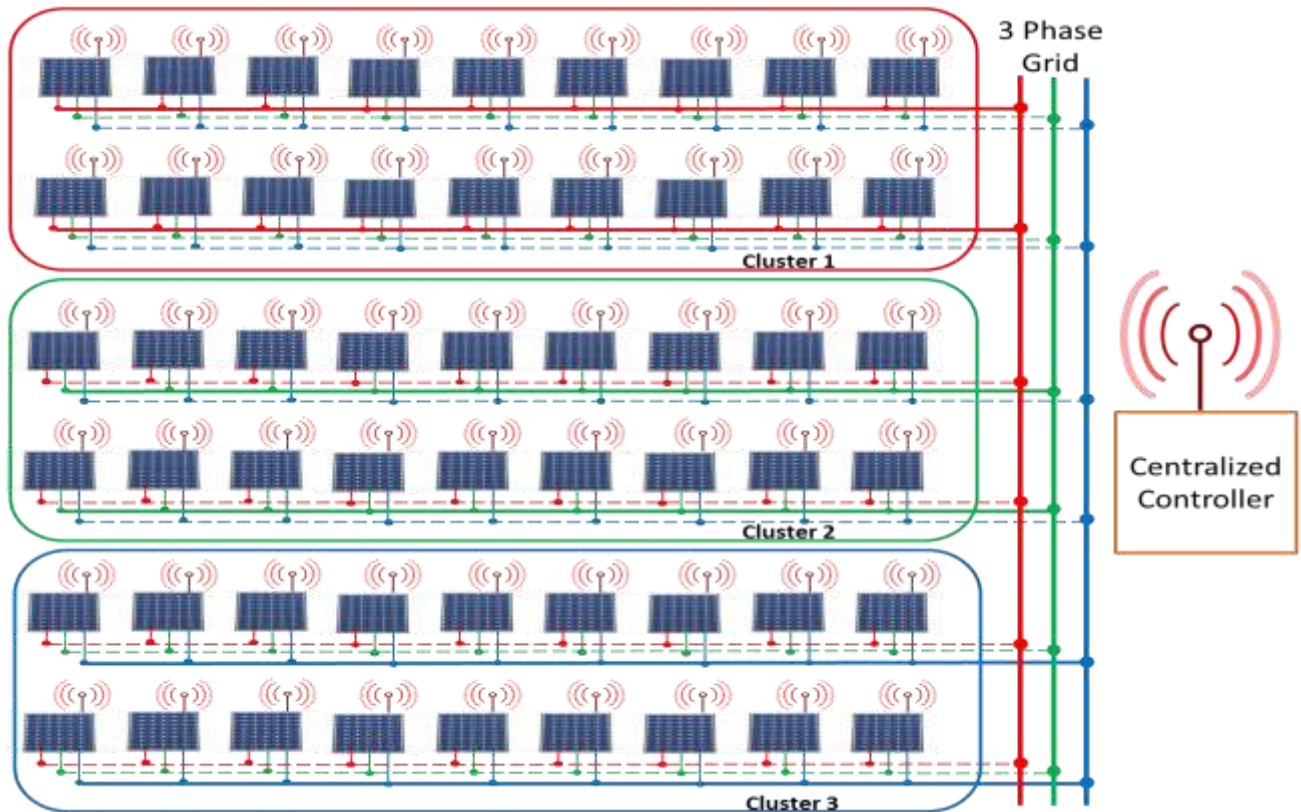 3 Phase
Grid
Cluster 1
Centralized
Controller
Cluster 2
Cluster 3